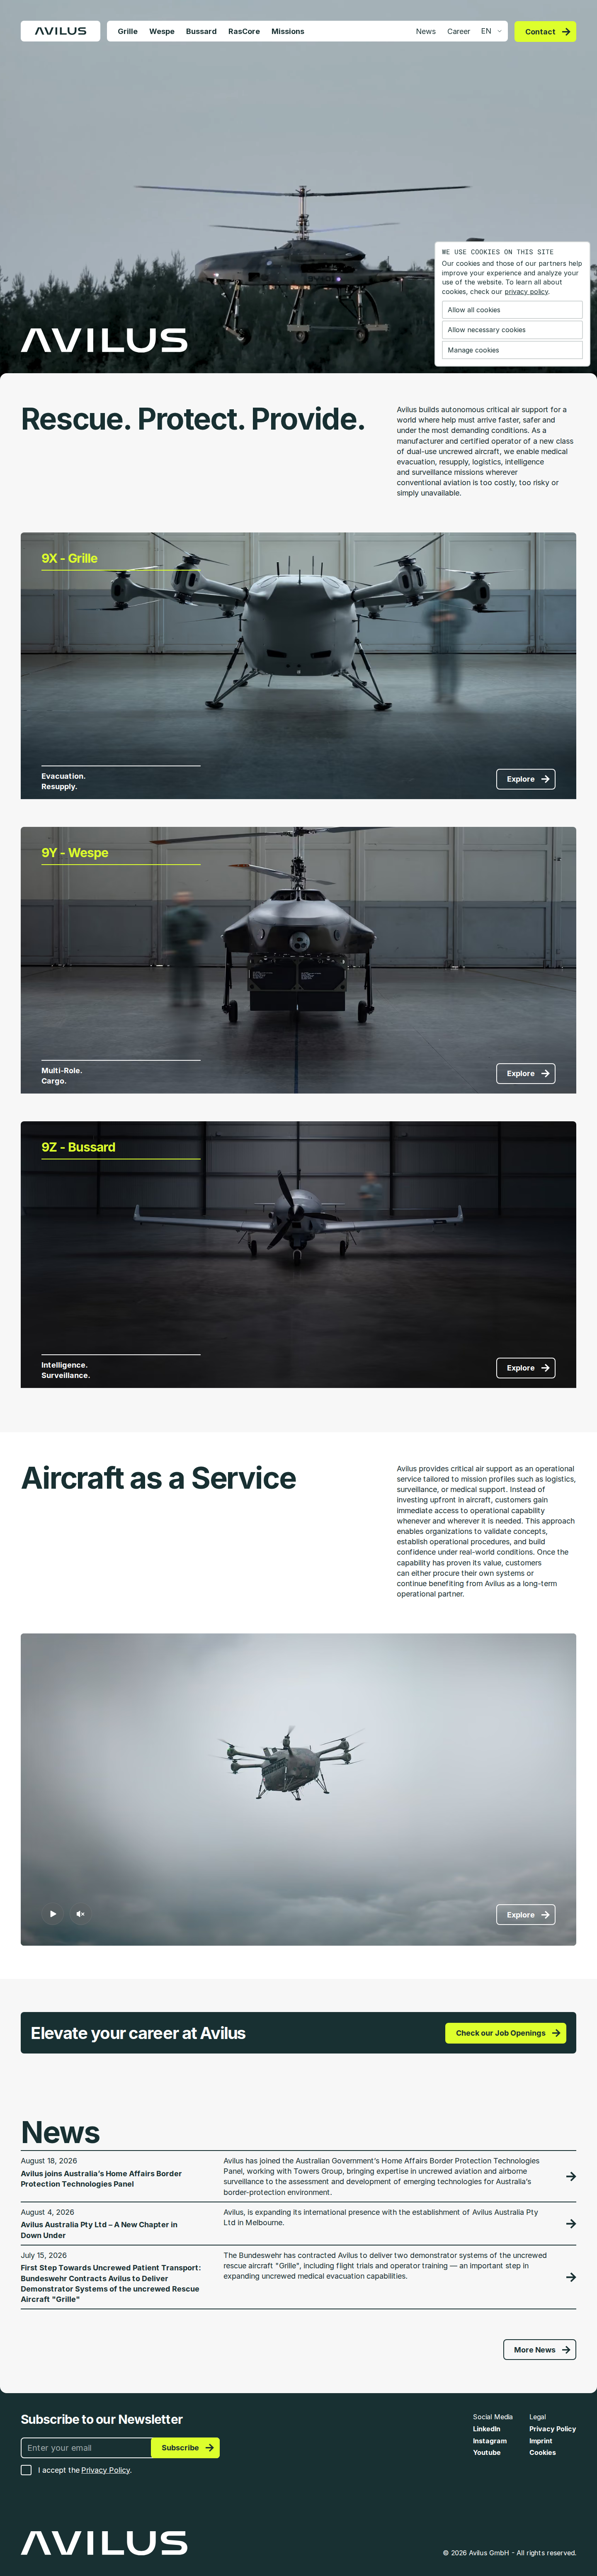 AVILUS
Grille
Wespe
Bussard
RasCore
Missions
News
Career
EN
Contact
WE USE COOKIES ON THIS SITE
Our cookies and those of our partners help
improve your experience and analyze your
use of the website. To learn all about
cookies, check our privacy policy.
Allow all cookies
Allow necessary cookies
Manage cookies
AVILUS
Rescue. Protect. Provide.
Avilus builds autonomous critical air support for a
world where help must arrive faster, safer and
under the most demanding conditions. As a
manufacturer and certified operator of a new class
of dual-use uncrewed aircraft, we enable medical
evacuation, resupply, logistics, intelligence
and surveillance missions wherever
conventional aviation is too costly, too risky or
simply unavailable.
9X - Grille
Evacuation.
Resupply.
Explore
9Y - Wespe
Multi-Role.
Cargo.
Explore
9Z - Bussard
Intelligence.
Surveillance.
Explore
Aircraft as a Service
Avilus provides critical air support as an operational
service tailored to mission profiles such as logistics,
surveillance, or medical support. Instead of
investing upfront in aircraft, customers gain
immediate access to operational capability
whenever and wherever it is needed. This approach
enables organizations to validate concepts,
establish operational procedures, and build
confidence under real-world conditions. Once the
capability has proven its value, customers
can either procure their own systems or
continue benefiting from Avilus as a long-term
operational partner.
Explore
Elevate your career at Avilus
Check our Job Openings
News
August 18, 2026
Avilus joins Australia's Home Affairs Border
Protection Technologies Panel
Avilus has joined the Australian Government's Home Affairs Border Protection Technologies
Panel, working with Towers Group, bringing expertise in uncrewed aviation and airborne
surveillance to the assessment and development of emerging technologies for Australia's
border-protection environment.
August 4, 2026
Avilus Australia Pty Ltd – A New Chapter in
Down Under
Avilus, is expanding its international presence with the establishment of Avilus Australia Pty
Ltd in Melbourne.
July 15, 2026
First Step Towards Uncrewed Patient Transport:
Bundeswehr Contracts Avilus to Deliver
Demonstrator Systems of the uncrewed Rescue
Aircraft "Grille"
The Bundeswehr has contracted Avilus to deliver two demonstrator systems of the uncrewed
rescue aircraft "Grille", including flight trials and operator training — an important step in
expanding uncrewed medical evacuation capabilities.
More News
Subscribe to our Newsletter
Enter your email
Subscribe
I accept the Privacy Policy.
Social Media
LinkedIn
Instagram
Youtube
Legal
Privacy Policy
Imprint
Cookies
AVILUS
© 2026 Avilus GmbH - All rights reserved.